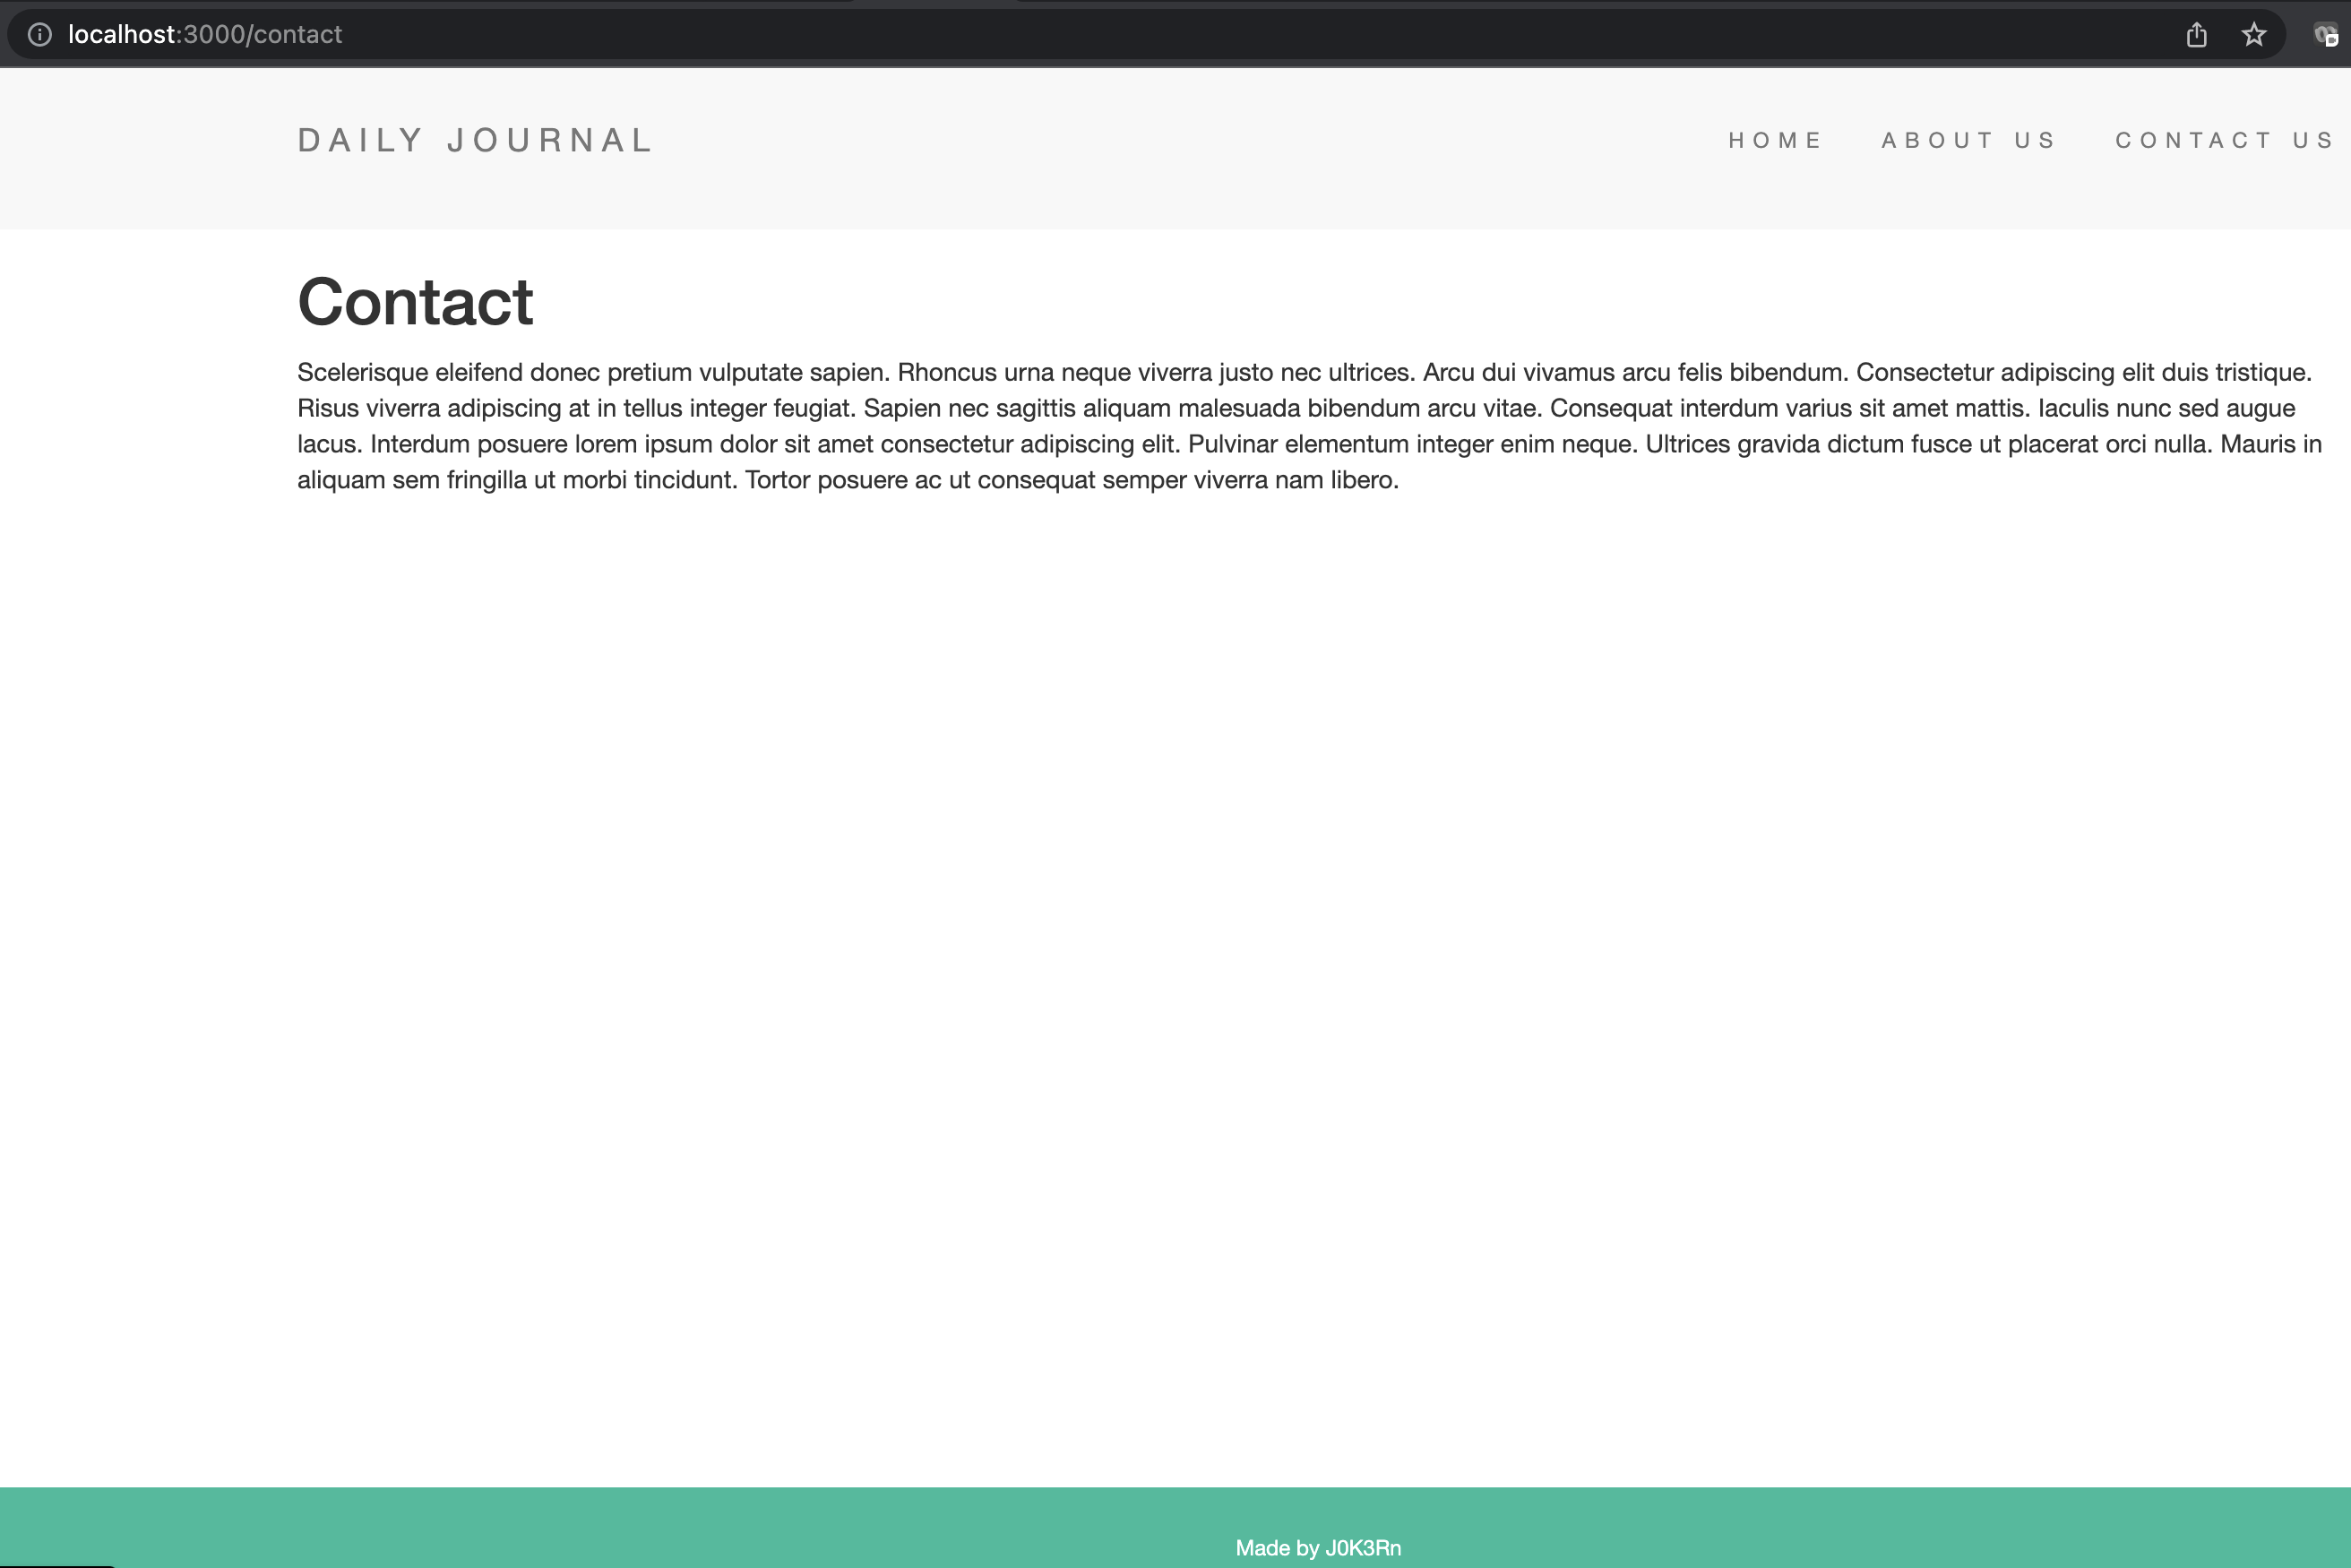 localhost:3000/contact
DAILY JOURNAL
HOME ABOUT US CONTACT US
Contact
Scelerisque eleifend donec pretium vulputate sapien. Rhoncus urna neque viverra justo nec ultrices. Arcu dui vivamus arcu felis bibendum. Consectetur adipiscing elit duis tristique.
Risus viverra adipiscing at in tellus integer feugiat. Sapien nec sagittis aliquam malesuada bibendum arcu vitae. Consequat interdum varius sit amet mattis. Iaculis nunc sed augue
lacus. Interdum posuere lorem ipsum dolor sit amet consectetur adipiscing elit. Pulvinar elementum integer enim neque. Ultrices gravida dictum fusce ut placerat orci nulla. Mauris in
aliquam sem fringilla ut morbi tincidunt. Tortor posuere ac ut consequat semper viverra nam libero.
Made by J0K3Rn